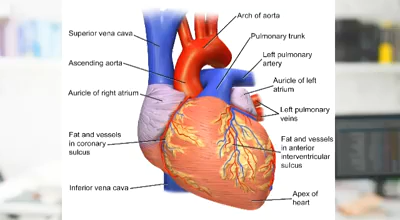 Arch of aorta
Superior vena cava
Pulmonary trunk
Left pulmonary
artery
Ascending aorta
Auricle of left
atrium
Auricle of right atrium
Left pulmonary
veins
Fat and vessels
in coronary
sulcus
Fat and vessels
in anterior
interventricular
sulcus
Inferior vena cava
Apex of
heart